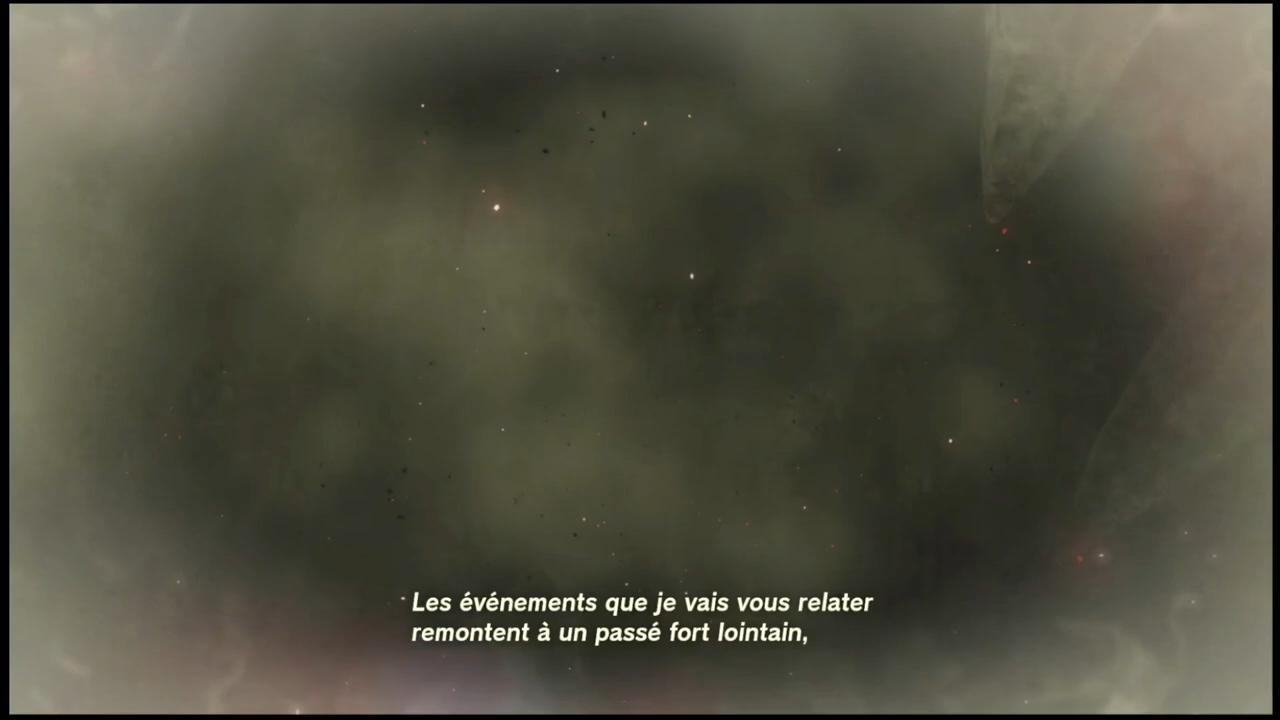 Les événements que je vais vous relater
remontent à un passé fort lointain,